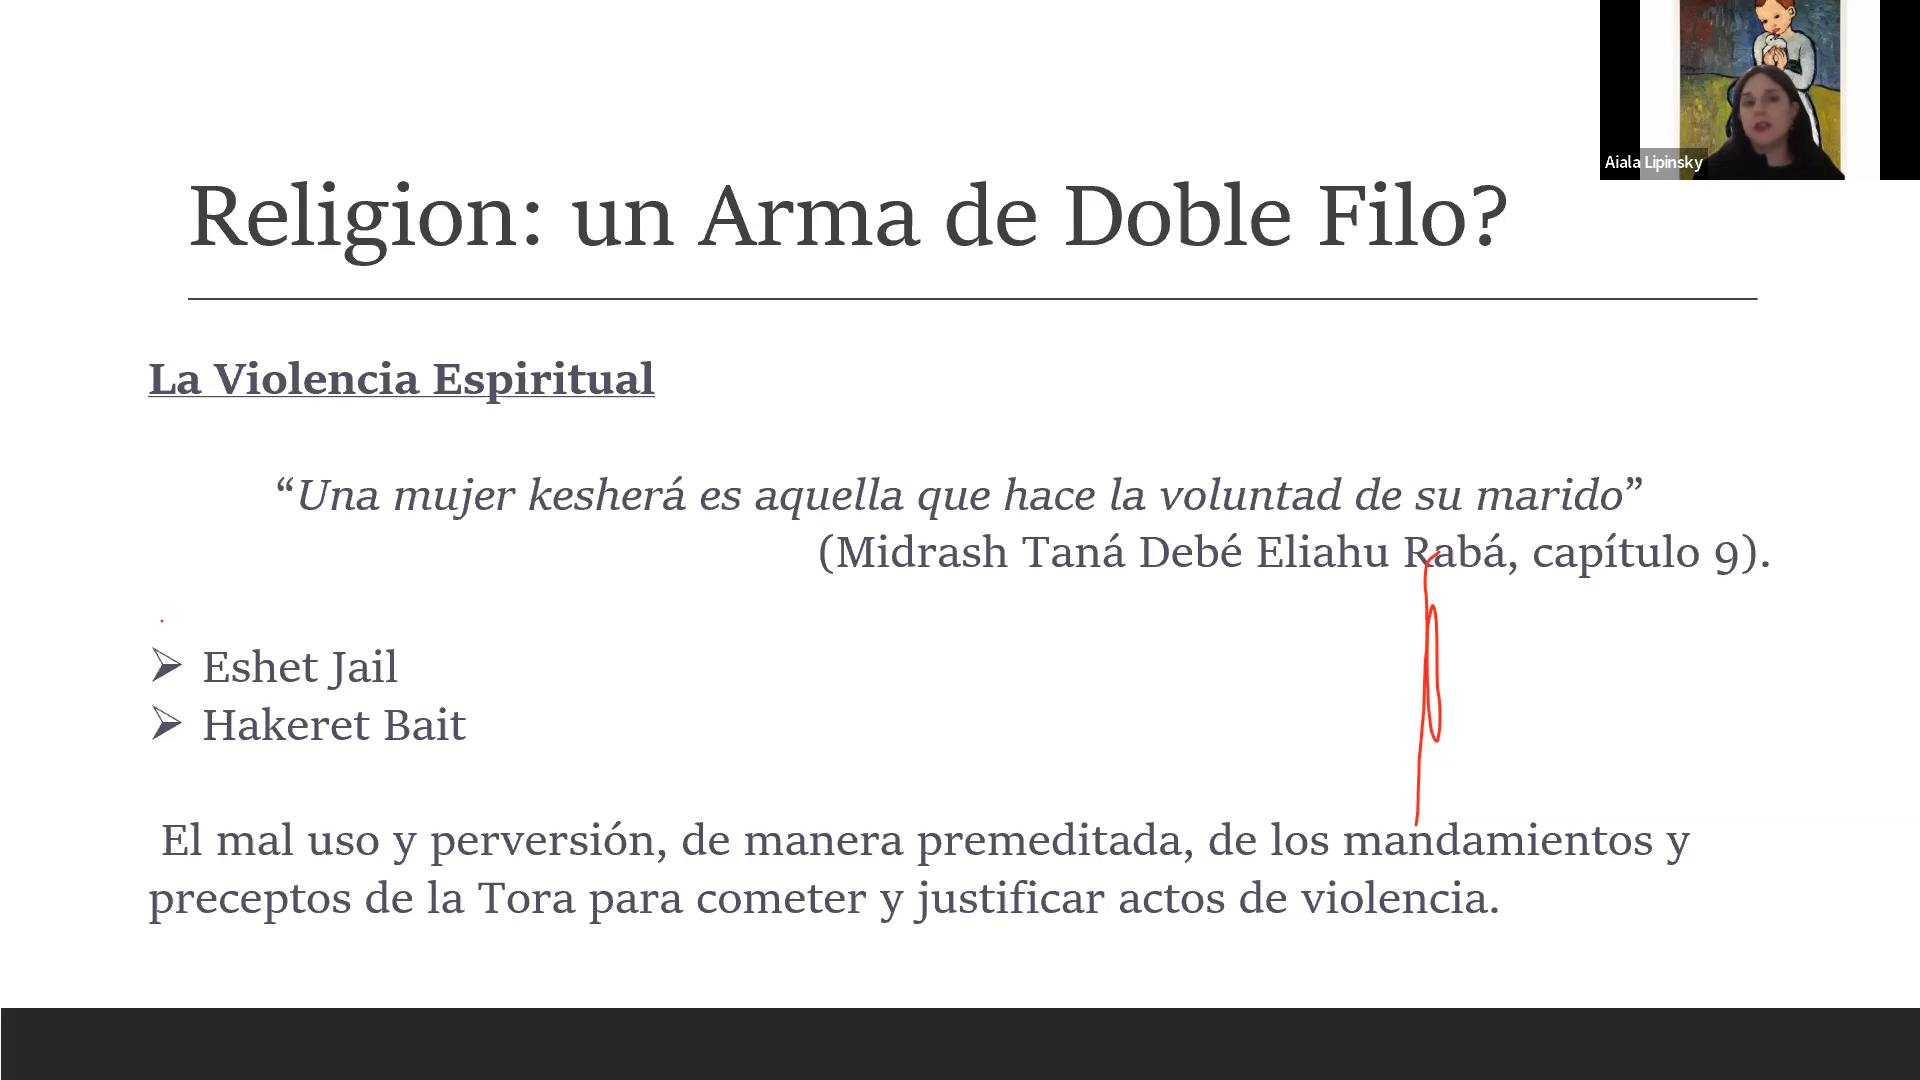 Aiala Lipinsky
Religion: un Arma de Doble Filo?
La Violencia Espiritual
“Una mujer kesherá es aquella que hace la voluntad de su marido”
(Midrash Taná Debé Eliahu Rabá, capítulo 9).
➢ Eshet Jail
➢ Hakeret Bait
El mal uso y perversión, de manera premeditada, de los mandamientos y
preceptos de la Tora para cometer y justificar actos de violencia.